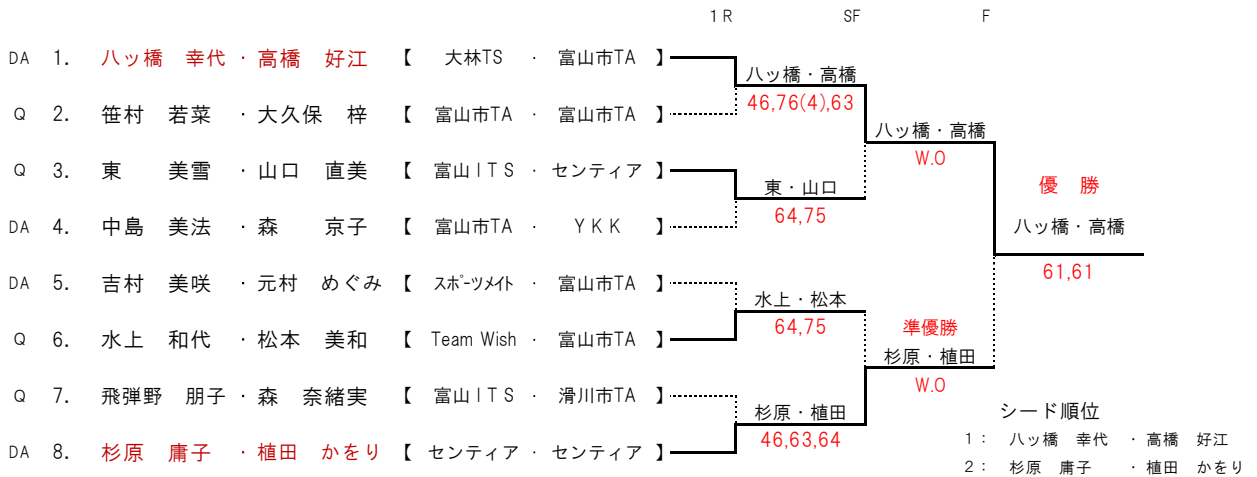 1R SF F
DA 1. 八ッ橋 幸代 ・ 高橋 好江 【 大林TS ・ 富山市TA 】
八ッ橋・高橋
46,76(4),63
Q 2. 笹村 若菜 ・ 大久保 梓 【 富山市TA ・ 富山市TA 】
八ッ橋・高橋
W.O
Q 3. 東 美雪 ・ 山口 直美 【 富山ITS ・ センティア 】
東・山口
64,75
優 勝
DA 4. 中島 美法 ・ 森 京子 【 富山市TA ・ YKK 】
八ッ橋・高橋
61,61
DA 5. 吉村 美咲 ・ 元村 めぐみ 【 スポーツメイト ・ 富山市TA 】
水上・松本
64,75
Q 6. 水上 和代 ・ 松本 美和 【 Team Wish ・ 富山市TA 】
準優勝
杉原・植田
W.O
Q 7. 飛弾野 朋子 ・ 森 奈緒実 【 富山ITS ・ 滑川市TA 】
杉原・植田
46,63,64
DA 8. 杉原 庸子 ・ 植田 かをり 【 センティア ・ センティア 】
シード順位
1： 八ッ橋 幸代 ・ 高橋 好江
2： 杉原 庸子 ・ 植田 かをり